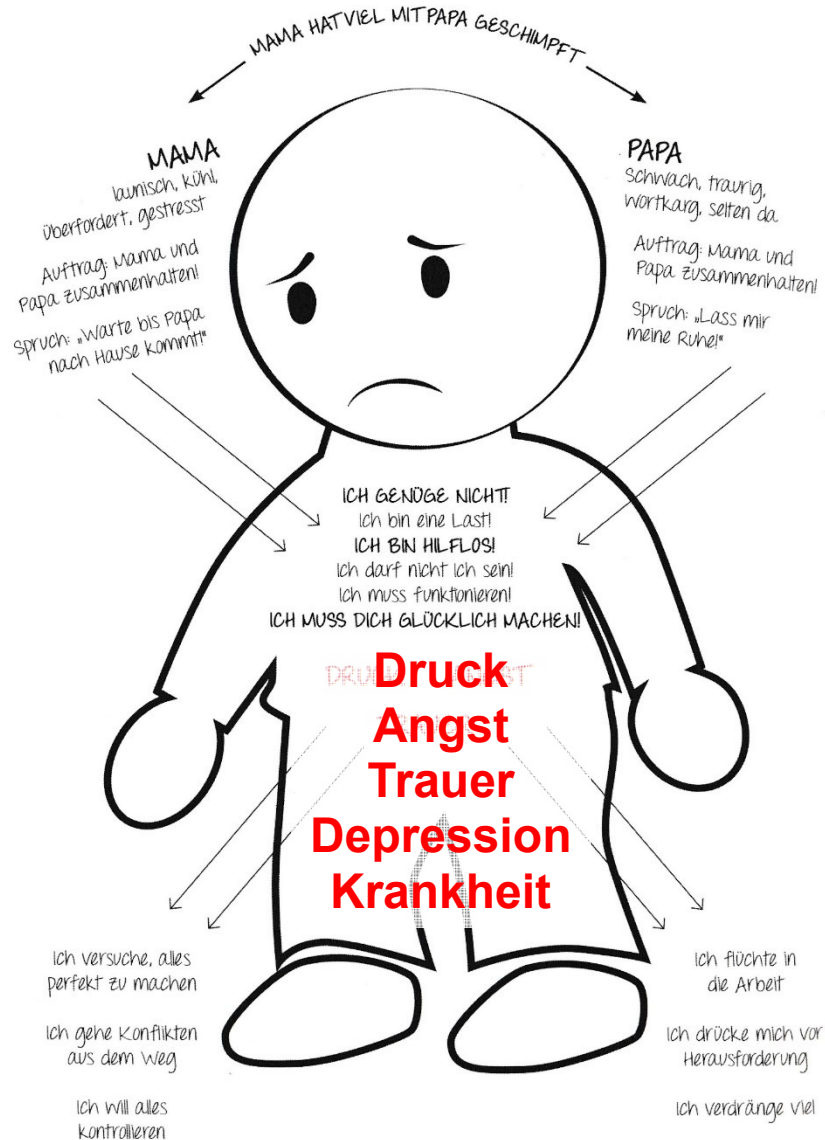 MAMA HAT VIEL MIT PAPA GESCHIMPFT
MAMA
launisch, kühl,
überfordert, gestresst
Auftrag: Mama und
Papa zusammenhalten!
Spruch: „Warte bis Papa
nach Hause kommt!"
PAPA
Schwach, traurig,
wortkarg, selten da
Auftrag: Mama und
Papa zusammenhalten!
Spruch: „Lass mir
meine Ruhe!"
ICH GENÜGE NICHT!
Ich bin eine Last!
ICH BIN HILFLOS!
Ich darf nicht ich sein!
Ich muss funktionieren!
ICH MUSS DICH GLÜCKLICH MACHEN!
Druck
Angst
Trauer
Depression
Krankheit
Ich versuche, alles
perfekt zu machen
Ich gehe Konflikten
aus dem Weg
Ich will alles
kontrollieren
Ich flüchte in
die Arbeit
Ich drücke mich vor
Herausforderung
Ich verdränge viel